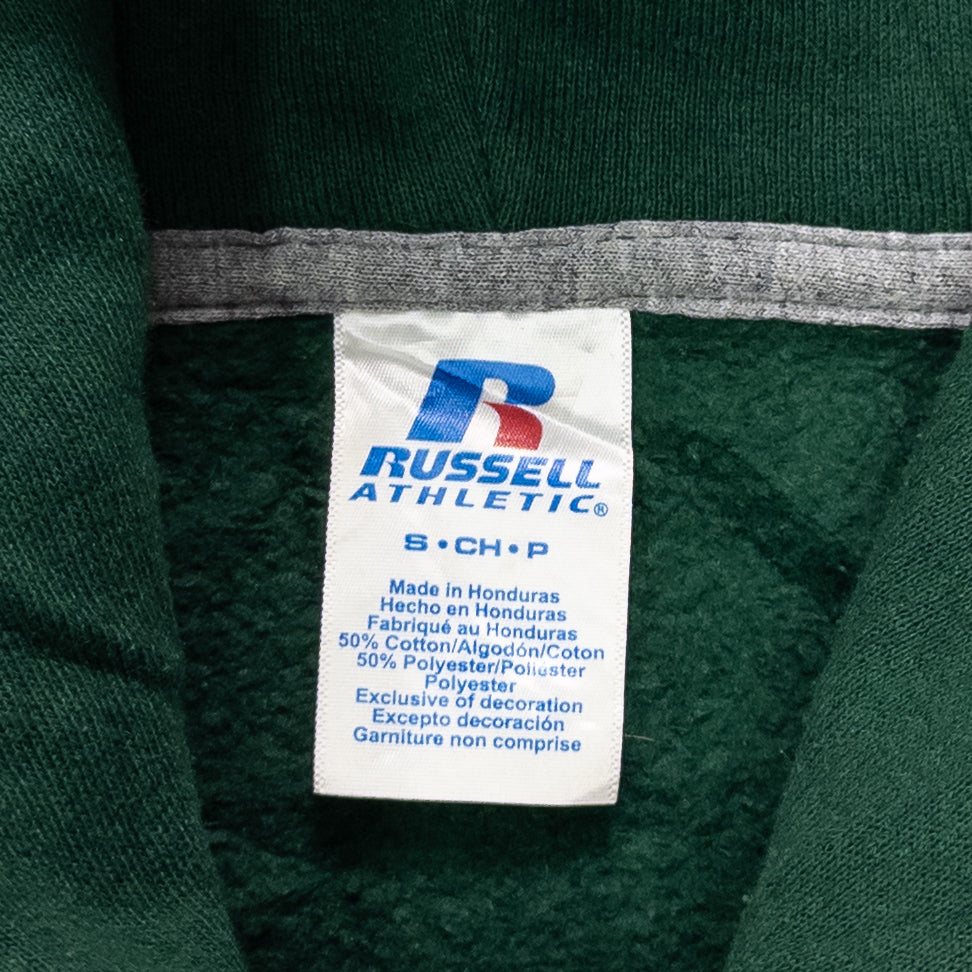 R
RUSSELL
ATHLETIC®
S • CH • P
Made in Honduras
Hecho en Honduras
Fabriqué au Honduras
50% Cotton/Algodón/Coton
50% Polyester/Poliéster
Polyester
Exclusive of decoration
Excepto decoración
Garniture non comprise